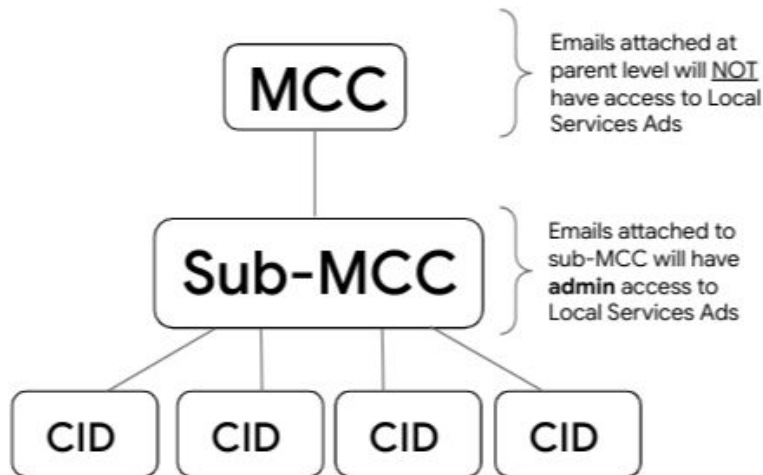 MCC
Emails attached at
parent level will NOT
have access to Local
Services Ads
Sub-MCC
Emails attached to
sub-MCC will have
admin access to
Local Services Ads
CID
CID
CID
CID